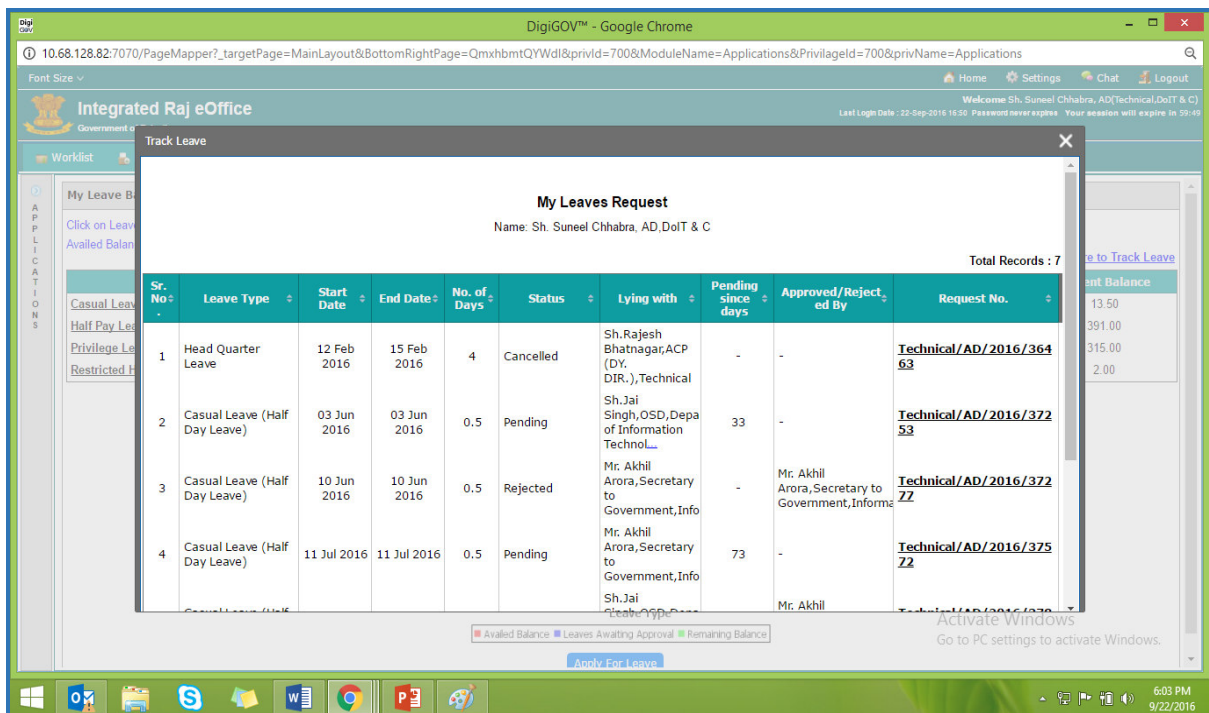 Digi
GOV
DigiGOV™ - Google Chrome
10.68.128.82:7070/PageMapper?_targetPage=MainLayout&BottomRightPage=QmxhbmtQYWdl&privId=700&ModuleName=Applications&PrivilageId=700&privName=Applications
Font Size
Home Settings Chat Logout
Integrated Raj eOffice
Government o
Welcome Sh. Suneel Chhabra, AD(Technical,DoIT & C)
Last Login Date : 22-Sep-2016 16:50 Password never expires Your session will expire in 59:49
Worklist
Track Leave
APPLICATIONS
My Leave Ba
Click on Leav
Availed Balan
My Leaves Request
Name: Sh. Suneel Chhabra, AD,DoIT & C
Total Records : 7
re to Track Leave
Sr. No. Leave Type Start Date End Date No. of Days Status Lying with Pending since days Approved/Rejected By Request No.
1 Head Quarter Leave 12 Feb 2016 15 Feb 2016 4 Cancelled Sh.Rajesh Bhatnagar,ACP (DY. DIR.),Technical - - Technical/AD/2016/36463
2 Casual Leave (Half Day Leave) 03 Jun 2016 03 Jun 2016 0.5 Pending Sh.Jai Singh,OSD,Depa of Information Technol... 33 - Technical/AD/2016/37253
3 Casual Leave (Half Day Leave) 10 Jun 2016 10 Jun 2016 0.5 Rejected Mr. Akhil Arora,Secretary to Government,Info - Mr. Akhil Arora,Secretary to Government,Informa Technical/AD/2016/37277
4 Casual Leave (Half Day Leave) 11 Jul 2016 11 Jul 2016 0.5 Pending Mr. Akhil Arora,Secretary to Government,Info 73 - Technical/AD/2016/37572
Sh.Jai
Mr. Akhil
Casual Leav
Half Pay Lea
Privilege Le
Restricted H
ent Balance
13.50
391.00
315.00
2.00
Leave Type
Availed Balance Leaves Awaiting Approval Remaining Balance
Apply For Leave
Activate Windows
Go to PC settings to activate Windows.
6:03 PM
9/22/2016